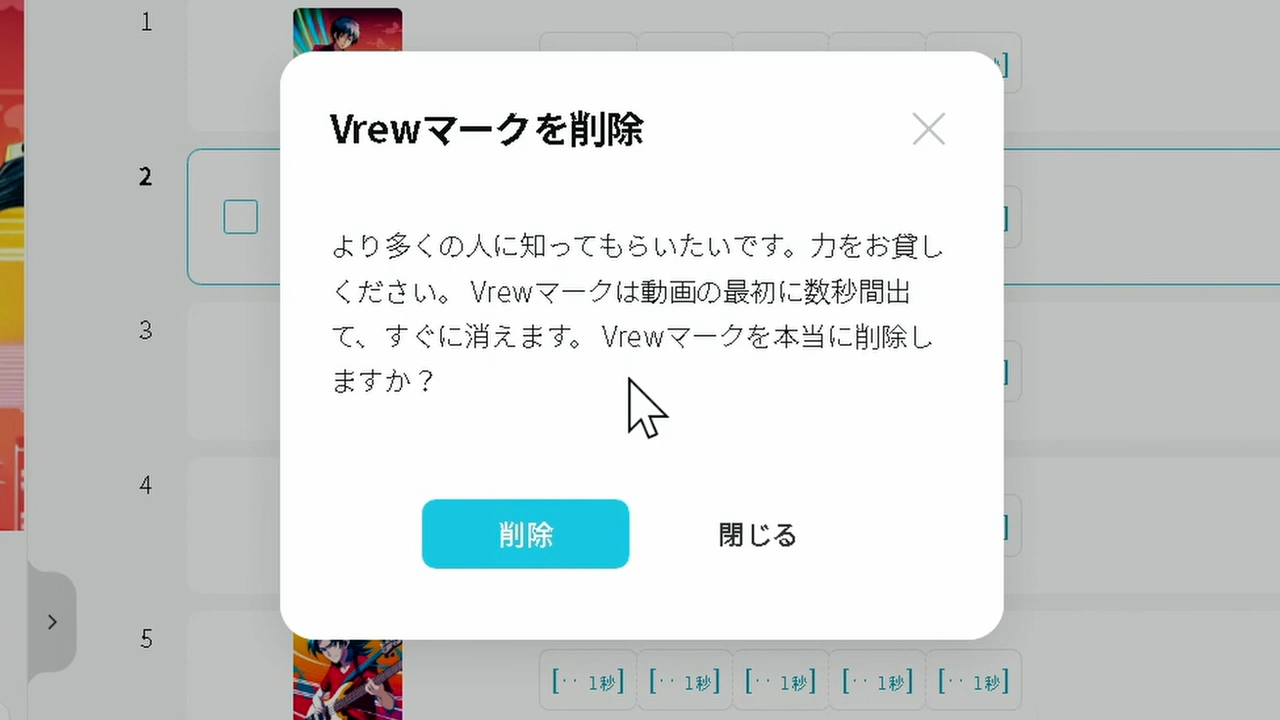 1
Vrewマークを削除
2
より多くの人に知ってもらいたいです。力をお貸し
ください。 Vrewマークは動画の最初に数秒間出
て、すぐに消えます。 Vrewマークを本当に削除し
ますか？
3
4
削除
閉じる
5
[·· 1秒] [·· 1秒] [·· 1秒] [·· 1秒] [·· 1秒]